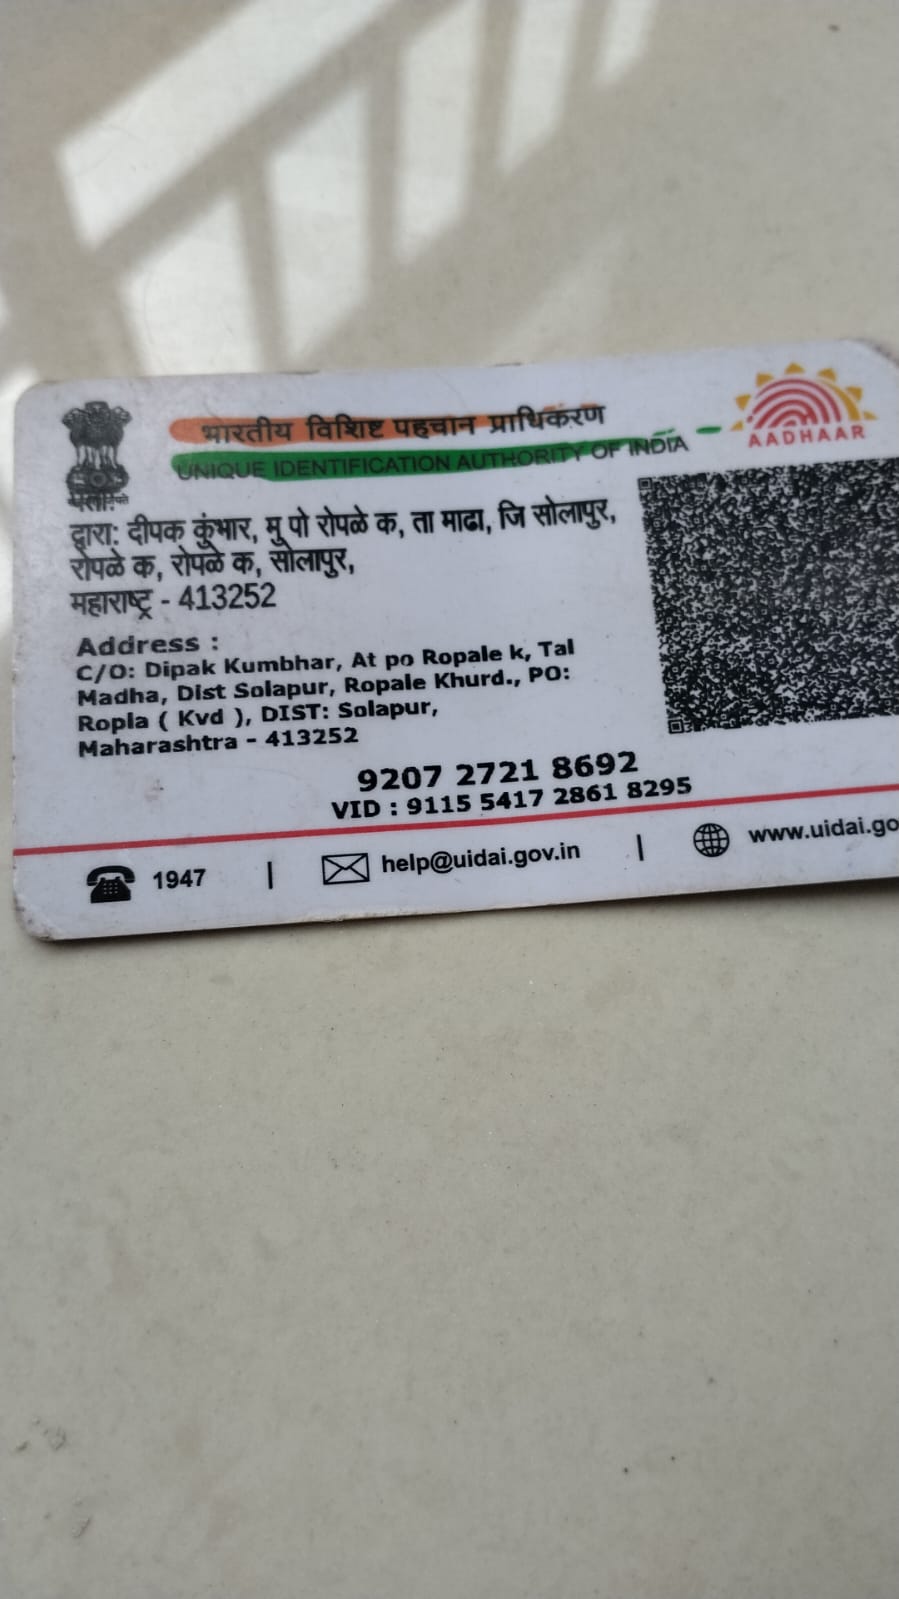 भारतीय विशिष्ट पहचान प्राधिकरण
UNIQUE IDENTIFICATION AUTHORITY OF INDIA
AADHAAR
पता:
द्वारा: दीपक कुंभार, मु पो रोपळे क, ता माढा, जि सोलापुर,
रोपळे क, रोपळे क, सोलापुर,
महाराष्ट्र - 413252
Address :
C/O: Dipak Kumbhar, At po Ropale k, Tal
Madha, Dist Solapur, Ropale Khurd., PO:
Ropla ( Kvd ), DIST: Solapur,
Maharashtra - 413252
9207 2721 8692
VID : 9115 5417 2861 8295
1947 | help@uidai.gov.in | www.uidai.go